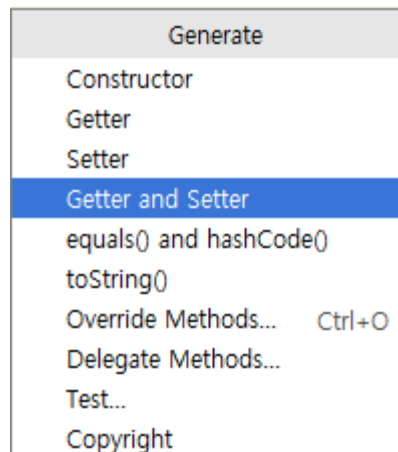 Generate
Constructor
Getter
Setter
Getter and Setter
equals() and hashCode()
toString()
Override Methods... Ctrl+O
Delegate Methods...
Test...
Copyright